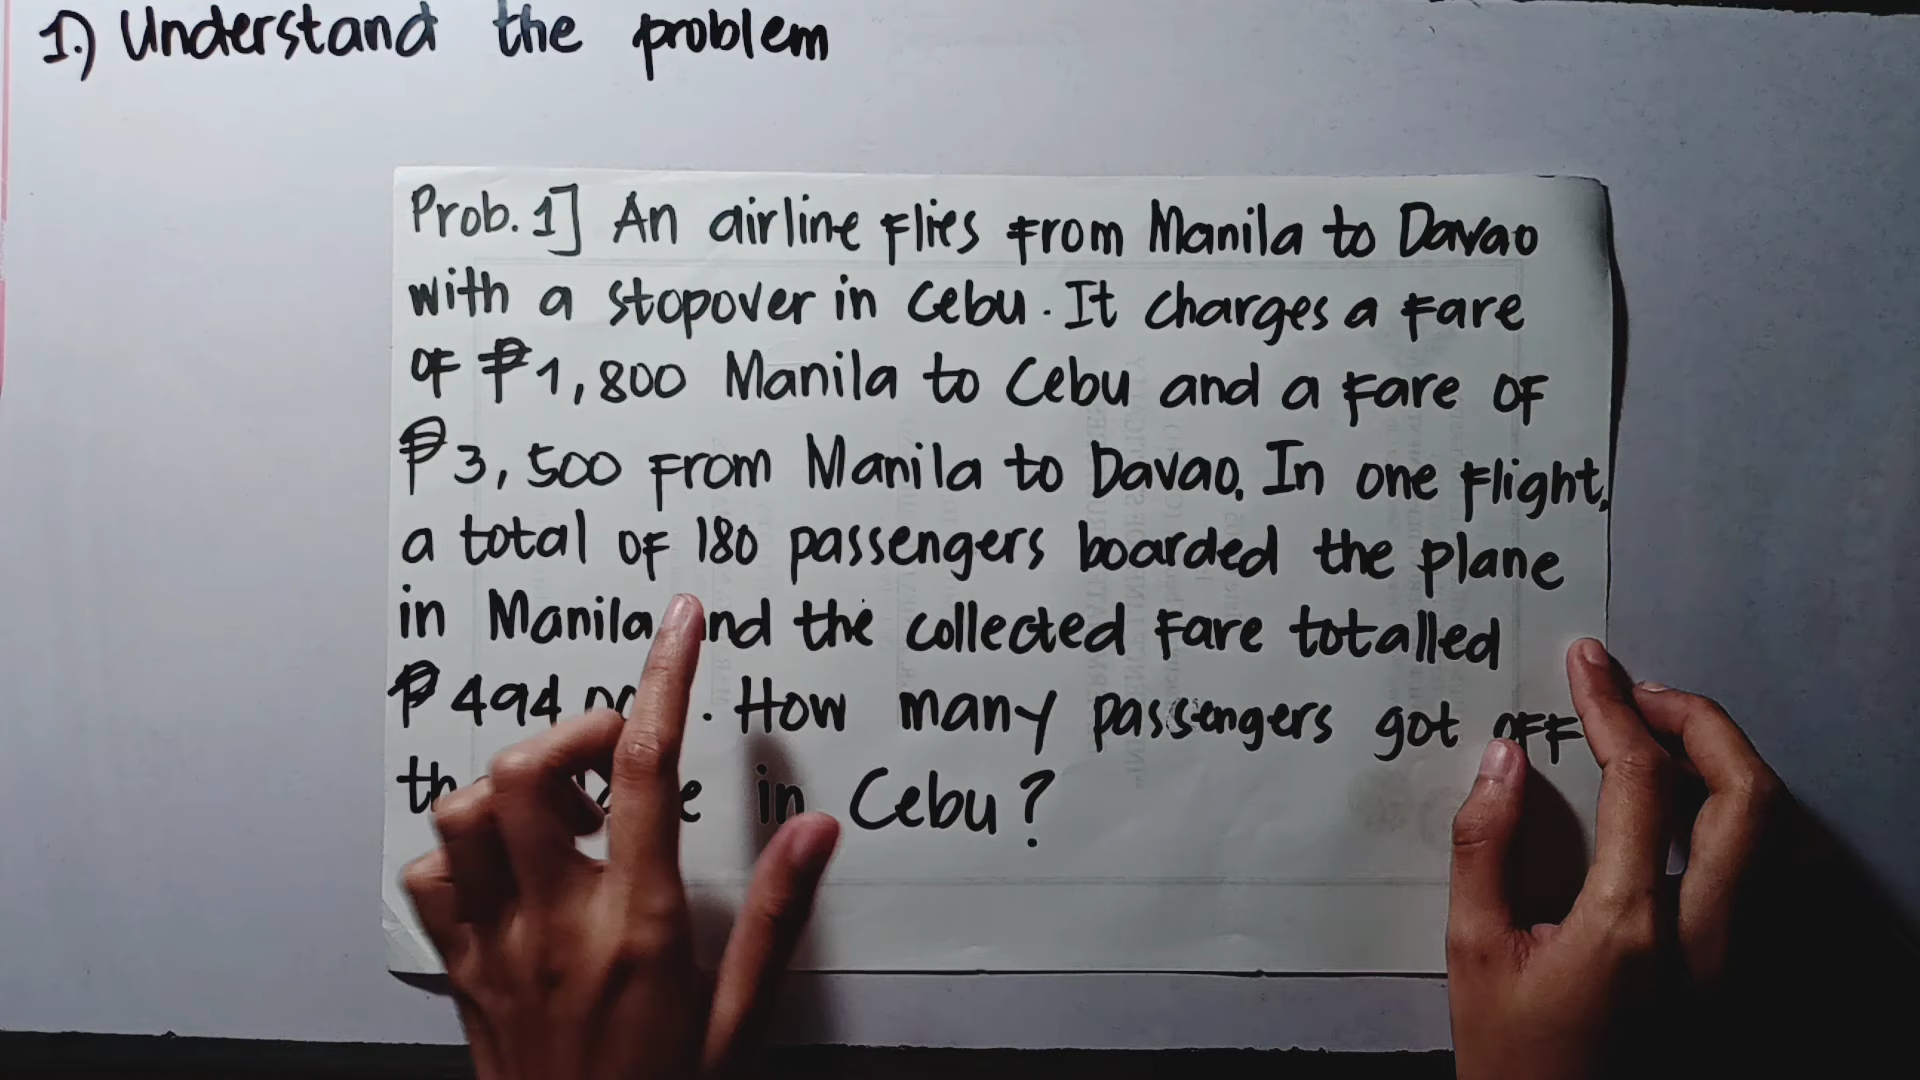 1.) Understand the problem
Prob. 1] An airline flies from Manila to Davao
with a stopover in Cebu. It charges a fare
of ₱1,800 Manila to Cebu and a fare of
₱3,500 from Manila to Davao. In one flight,
a total of 180 passengers boarded the plane
in Manila and the collected fare totalled
₱494 . How many passengers got off
in Cebu?